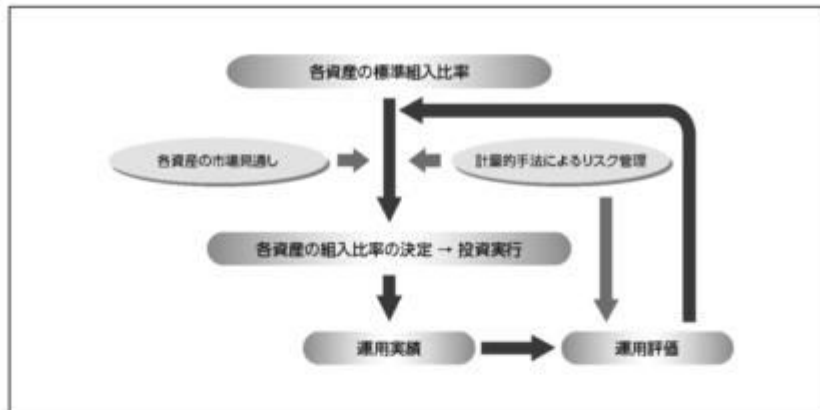 各資産の標準組入比率
各資産の市場見通し
計量的手法によるリスク管理
各資産の組入比率の決定 → 投資実行
運用実績
運用評価